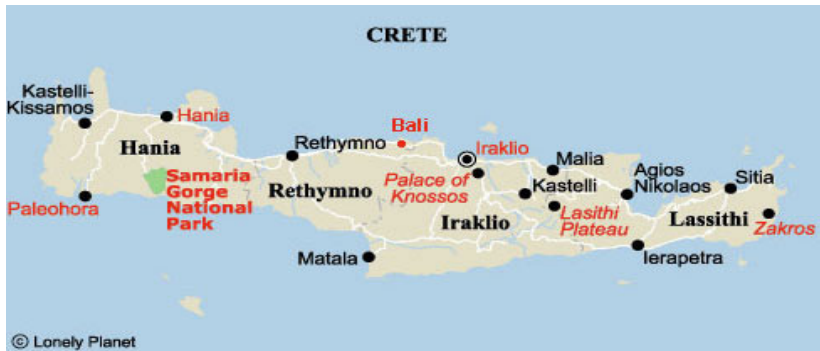 CRETE
Kastelli-
Kissamos
Hania
Bali
Rethymno
Iraklio
Hania
Malia
Samaria
Gorge
National
Park
Rethymno
Palace of
Knossos
Kastelli
Agios
Nikolaos
Sitia
Paleohora
Iraklio
Lasithi
Plateau
Lassithi
Zakros
Matala
Ierapetra
© Lonely Planet